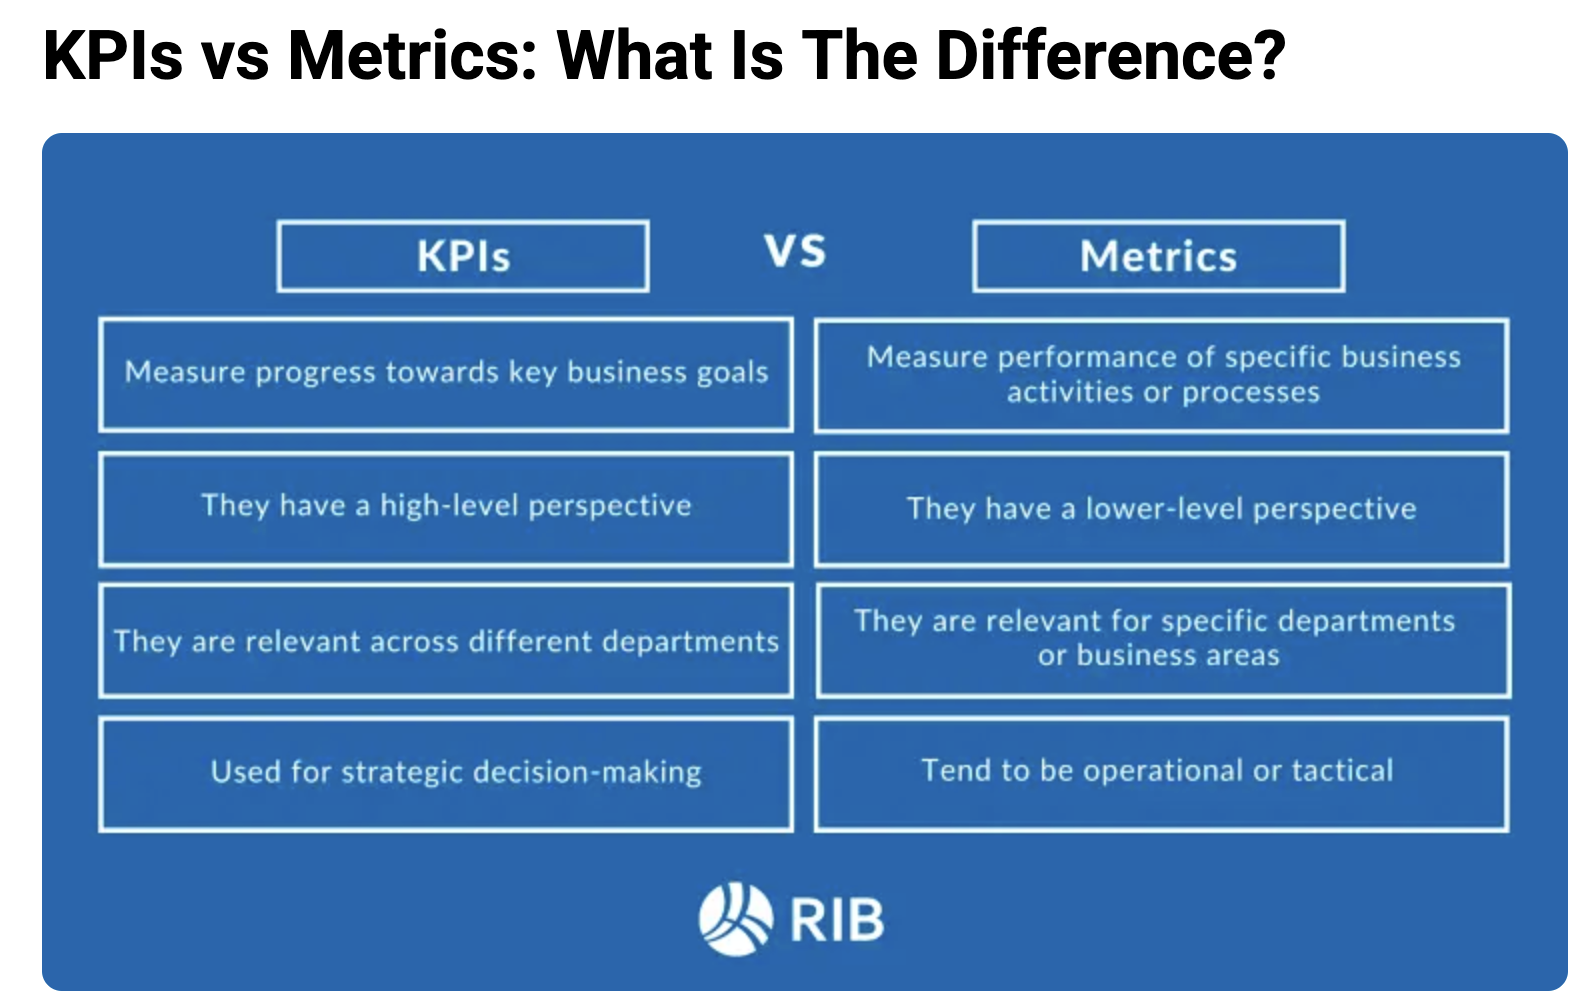 KPIs vs Metrics: What Is The Difference?
KPIs
vs
Metrics
Measure progress towards key business goals
Measure performance of specific business
activities or processes
They have a high-level perspective
They have a lower-level perspective
They are relevant across different departments
They are relevant for specific departments
or business areas
Used for strategic decision-making
Tend to be operational or tactical
RIB